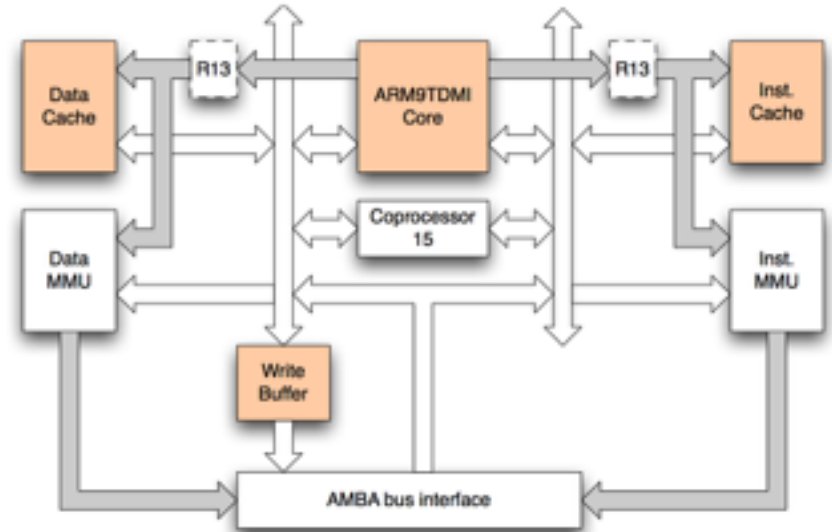 Data
Cache
R13
ARM9TDMI
Core
R13
Inst.
Cache
Data
MMU
Coprocessor
15
Inst.
MMU
Write
Buffer
AMBA bus interface